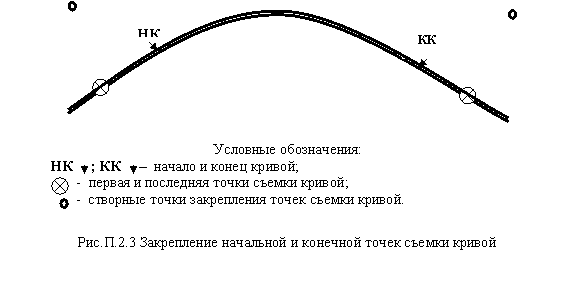 НК
КК
Условные обозначения:
НК ; КК – начало и конец кривой;
- первая и последняя точки съемки кривой;
- створные точки закрепления точек съемки кривой.
Рис.П.2.3 Закрепление начальной и конечной точек съемки кривой